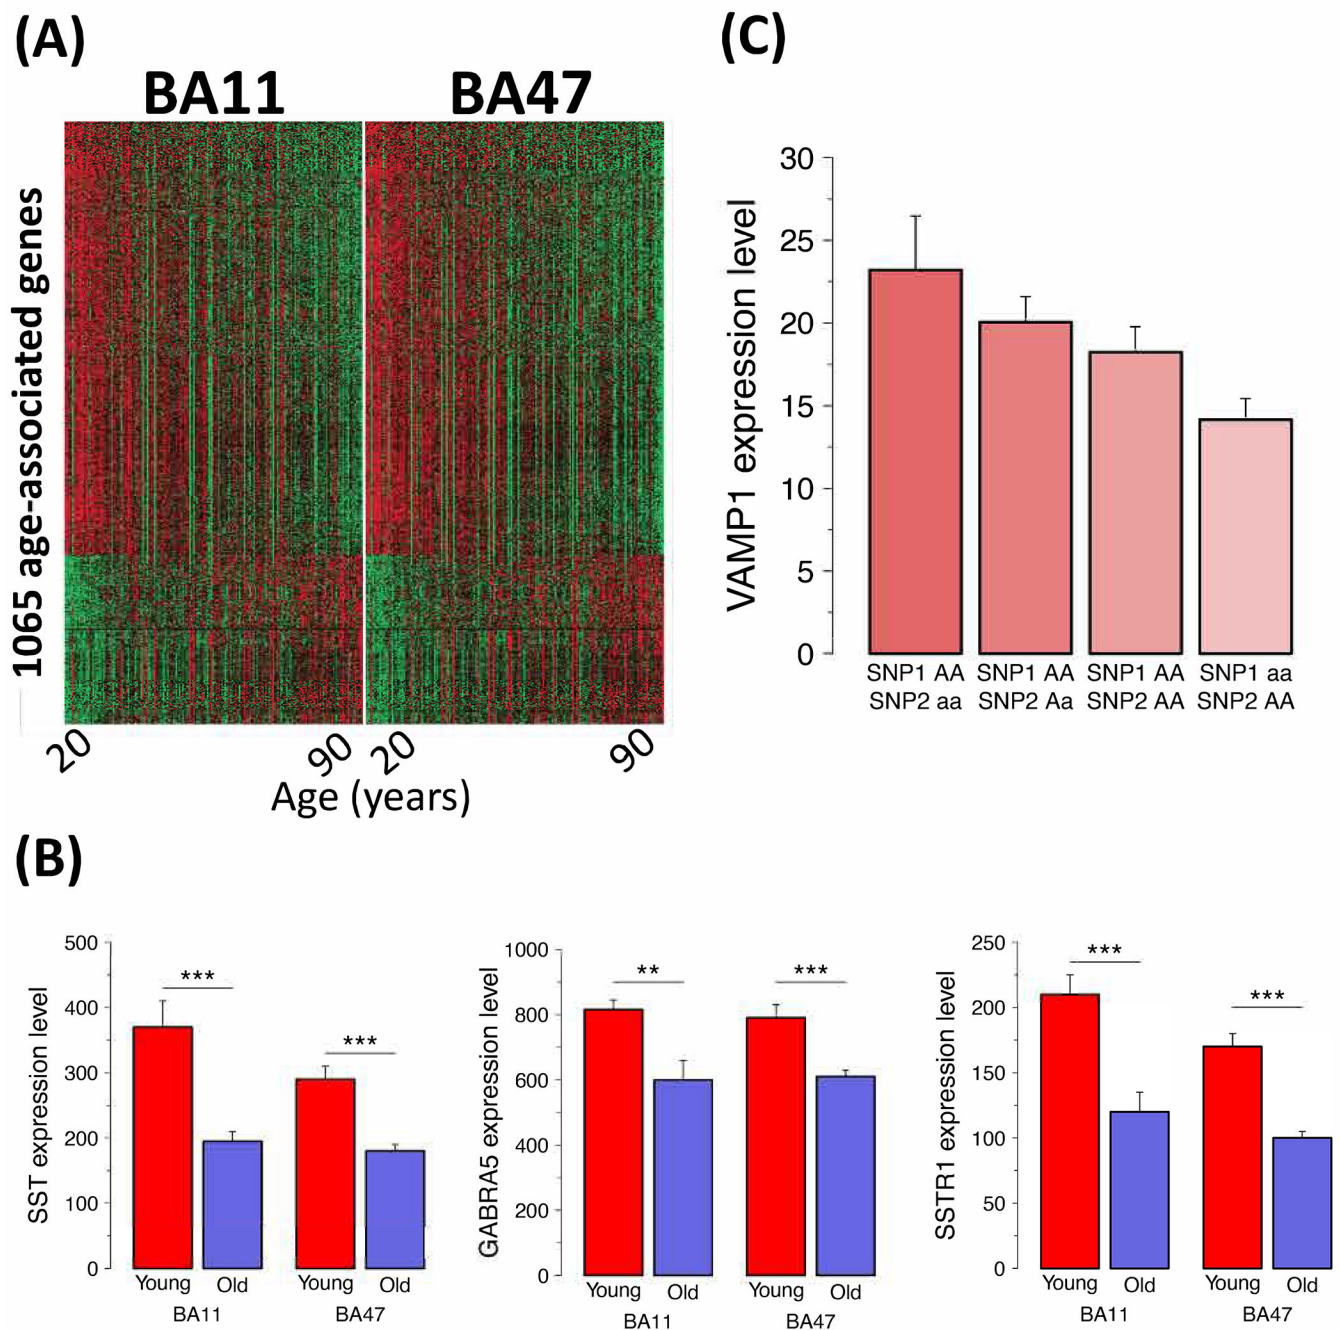 (A)
BA11 BA47
1065 age-associated genes
20 90 20 90
Age (years)
(C)
VAMP1 expression level
30
25
20
15
10
5
0
SNP1 AA SNP1 AA SNP1 AA SNP1 aa
SNP2 aa SNP2 Aa SNP2 AA SNP2 AA
(B)
SST expression level
500
400
300
200
100
0
*** ***
Young Old Young Old
BA11 BA47
GABRA5 expression level
1000
800
600
400
200
0
** ***
Young Old Young Old
BA11 BA47
SSTR1 expression level
250
200
150
100
50
0
*** ***
Young Old Young Old
BA11 BA47